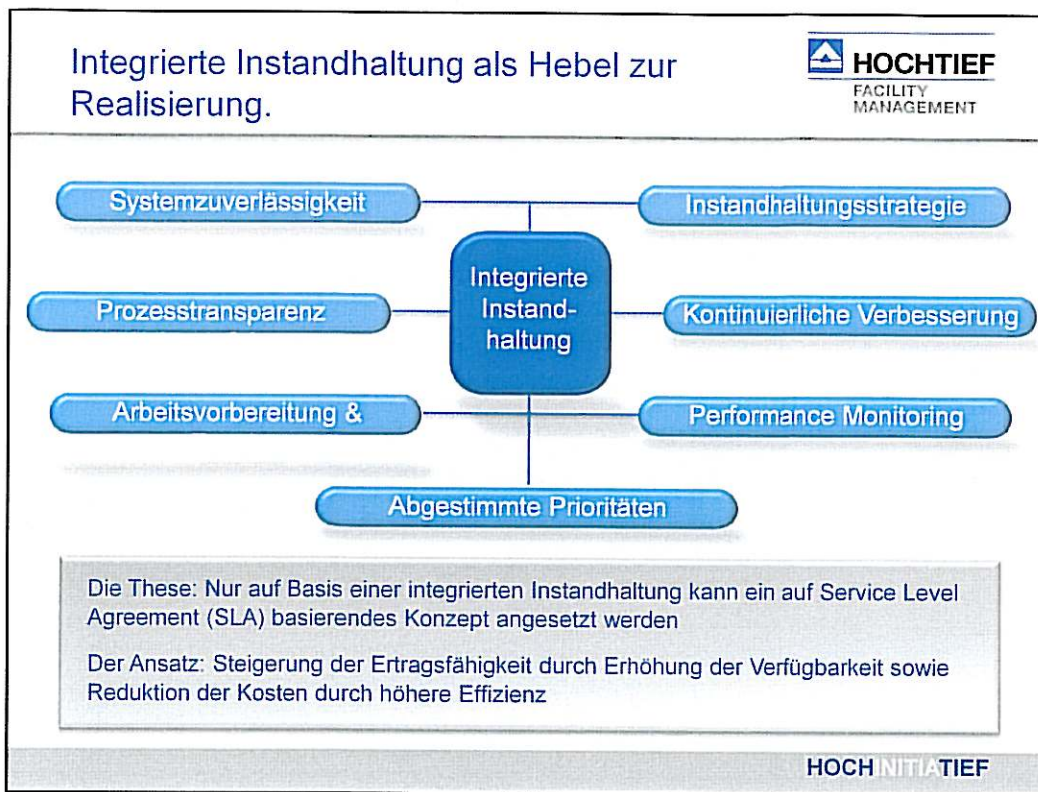 Integrierte Instandhaltung als Hebel zur
Realisierung.
HOCHTIEF
FACILITY
MANAGEMENT
Systemzuverlässigkeit
Instandhaltungsstrategie
Integrierte
Instand-
haltung
Prozesstransparenz
Kontinuierliche Verbesserung
Arbeitsvorbereitung &
Performance Monitoring
Abgestimmte Prioritäten
Die These: Nur auf Basis einer integrierten Instandhaltung kann ein auf Service Level
Agreement (SLA) basierendes Konzept angesetzt werden
Der Ansatz: Steigerung der Ertragsfähigkeit durch Erhöhung der Verfügbarkeit sowie
Reduktion der Kosten durch höhere Effizienz
HOCHINITIATIEF